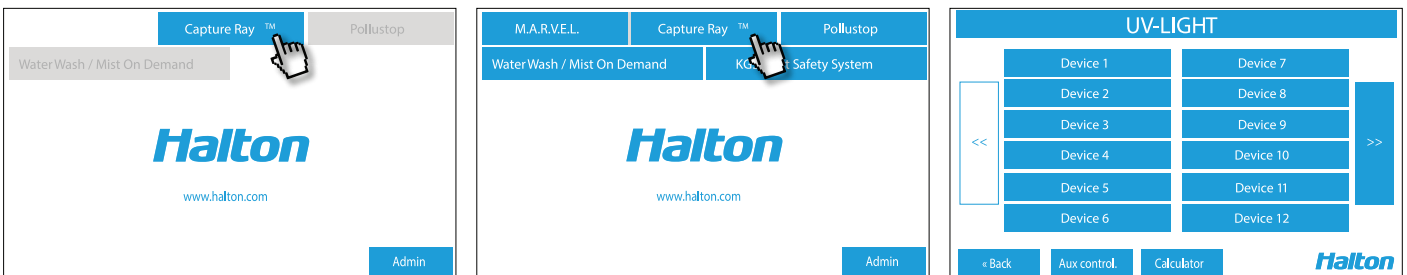 Capture Ray ™ Pollustop
Water Wash / Mist On Demand
Halton
www.halton.com
Admin
M.A.R.V.E.L. Capture Ray ™ Pollustop
Water Wash / Mist On Demand t Safety System
Halton
www.halton.com
Admin
UV-LIGHT
Device 1 Device 7
Device 2 Device 8
Device 3 Device 9
<< >>
Device 4 Device 10
Device 5 Device 11
Device 6 Device 12
« Back Aux control. Calculator Halton